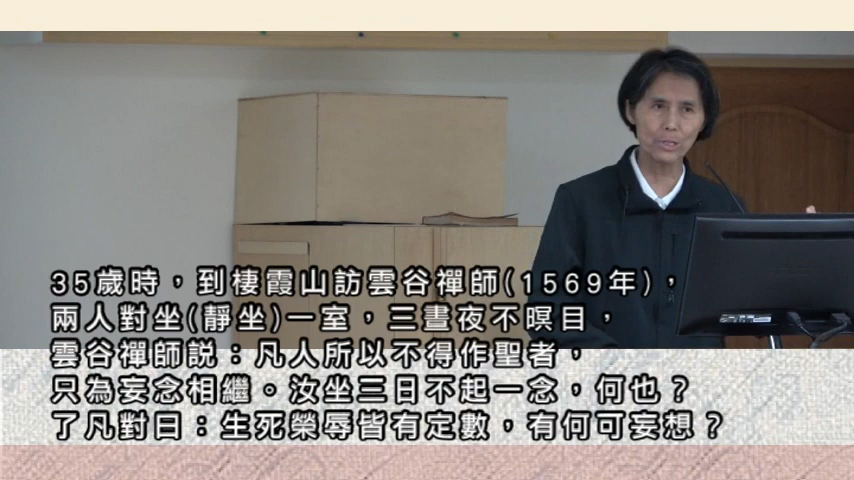 35歲時，到棲霞山訪雲谷禪師(1569年)，
兩人對坐(靜坐)一室，三晝夜不瞑目，
雲谷禪師說：凡人所以不得作聖者，
只為妄念相繼。汝坐三日不起一念，何也？
了凡對曰：生死榮辱皆有定數，有何可妄想？